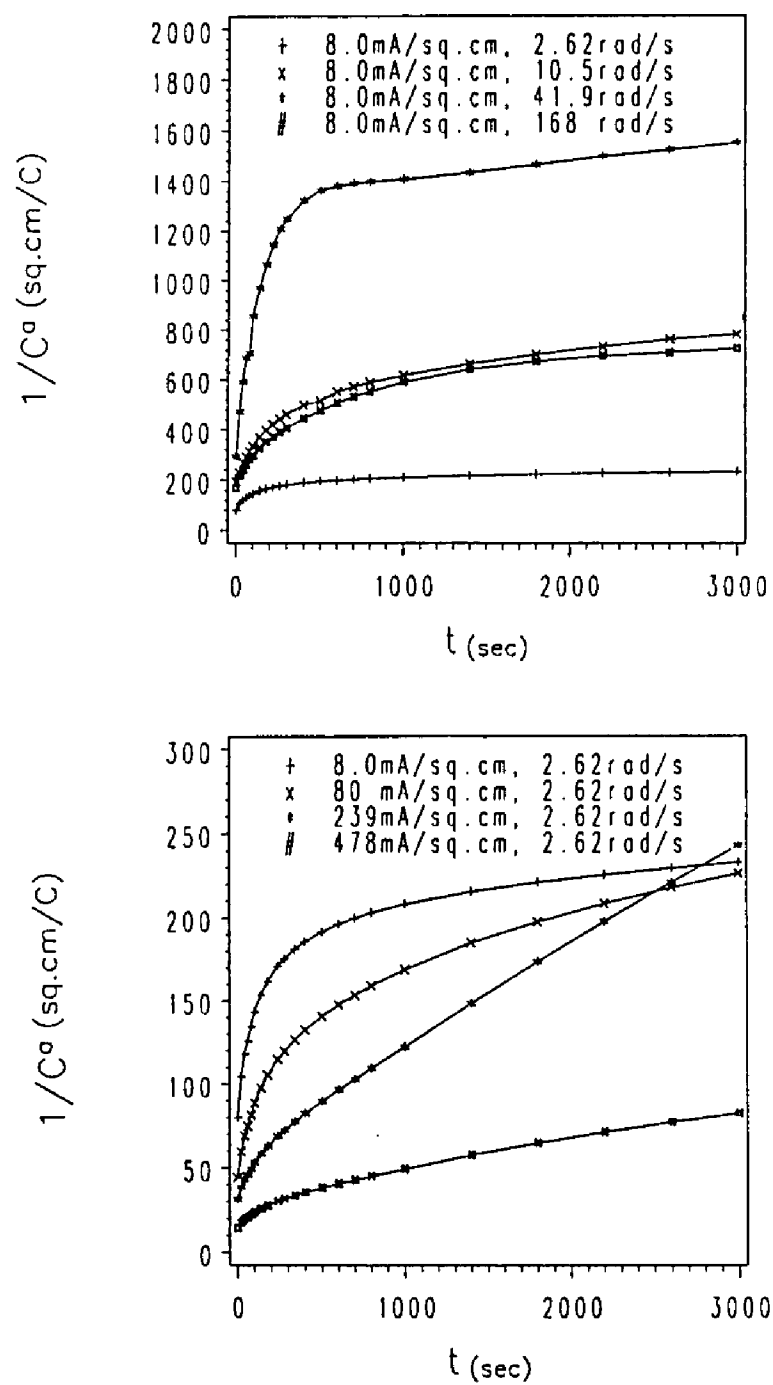 2000
1800
1600
1400
1200
1000
800
600
400
200
0
1/Cᵃ (sq.cm/C)
+ 8.0mA/sq.cm, 2.62rad/s
x 8.0mA/sq.cm, 10.5rad/s
* 8.0mA/sq.cm, 41.9rad/s
# 8.0mA/sq.cm, 168 rad/s
0 1000 2000 3000
t (sec)
300
250
200
150
100
50
0
1/Cᵃ (sq.cm/C)
+ 8.0mA/sq.cm, 2.62rad/s
x 80 mA/sq.cm, 2.62rad/s
* 239mA/sq.cm, 2.62rad/s
# 478mA/sq.cm, 2.62rad/s
0 1000 2000 3000
t (sec)